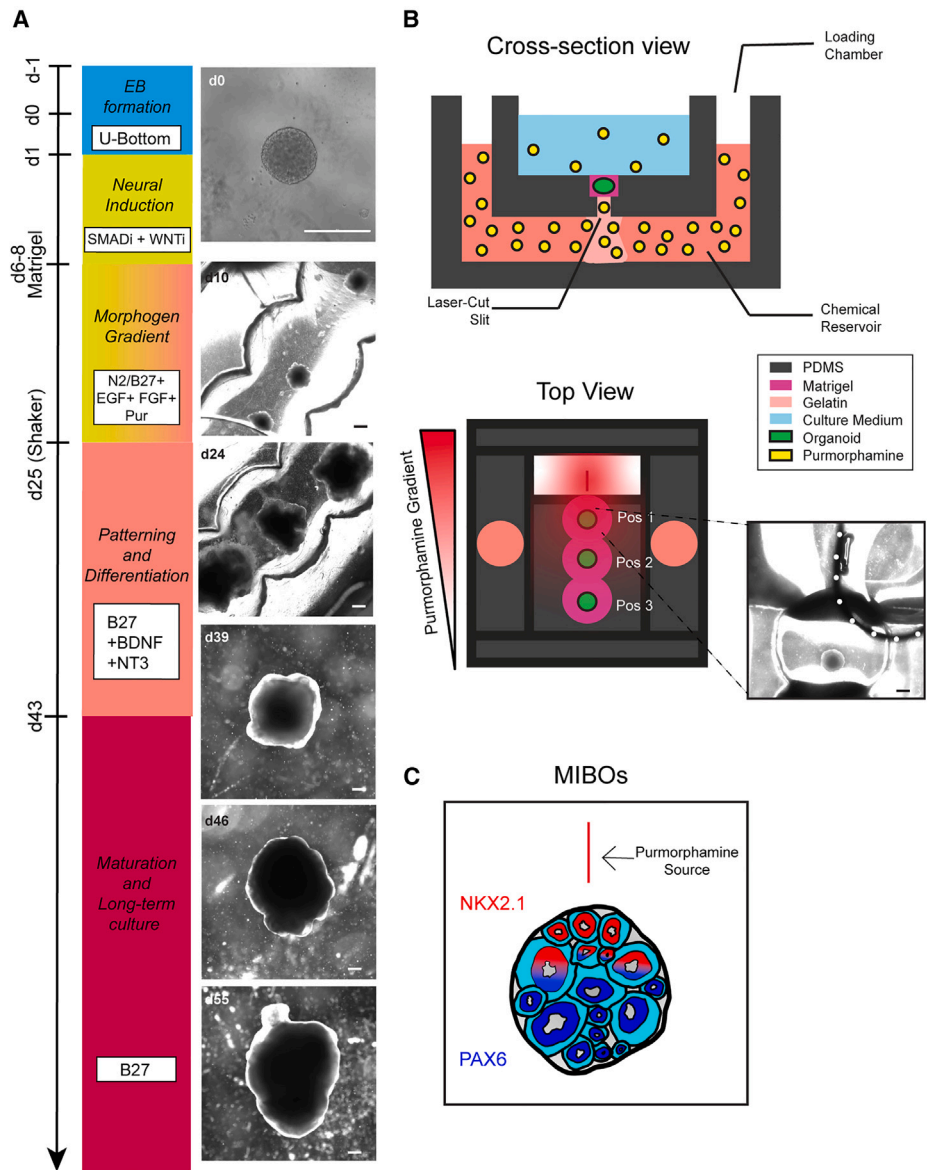 A
d-1
d0
d1
d6-8
Matrigel
d25 (Shaker)
d43
EB
formation
U-Bottom
Neural
Induction
SMADi + WNTi
Morphogen
Gradient
N2/B27+
EGF+ FGF+
Pur
Patterning
and
Differentiation
B27
+BDNF
+NT3
Maturation
and
Long-term
culture
B27
d0
d10
d24
d39
d46
d55
B
Cross-section view
Loading
Chamber
Laser-Cut
Slit
Chemical
Reservoir
PDMS
Matrigel
Gelatin
Culture Medium
Organoid
Purmorphamine
Top View
Purmorphamine Gradient
Pos 1
Pos 2
Pos 3
C
MIBOs
Purmorphamine
Source
NKX2.1
PAX6